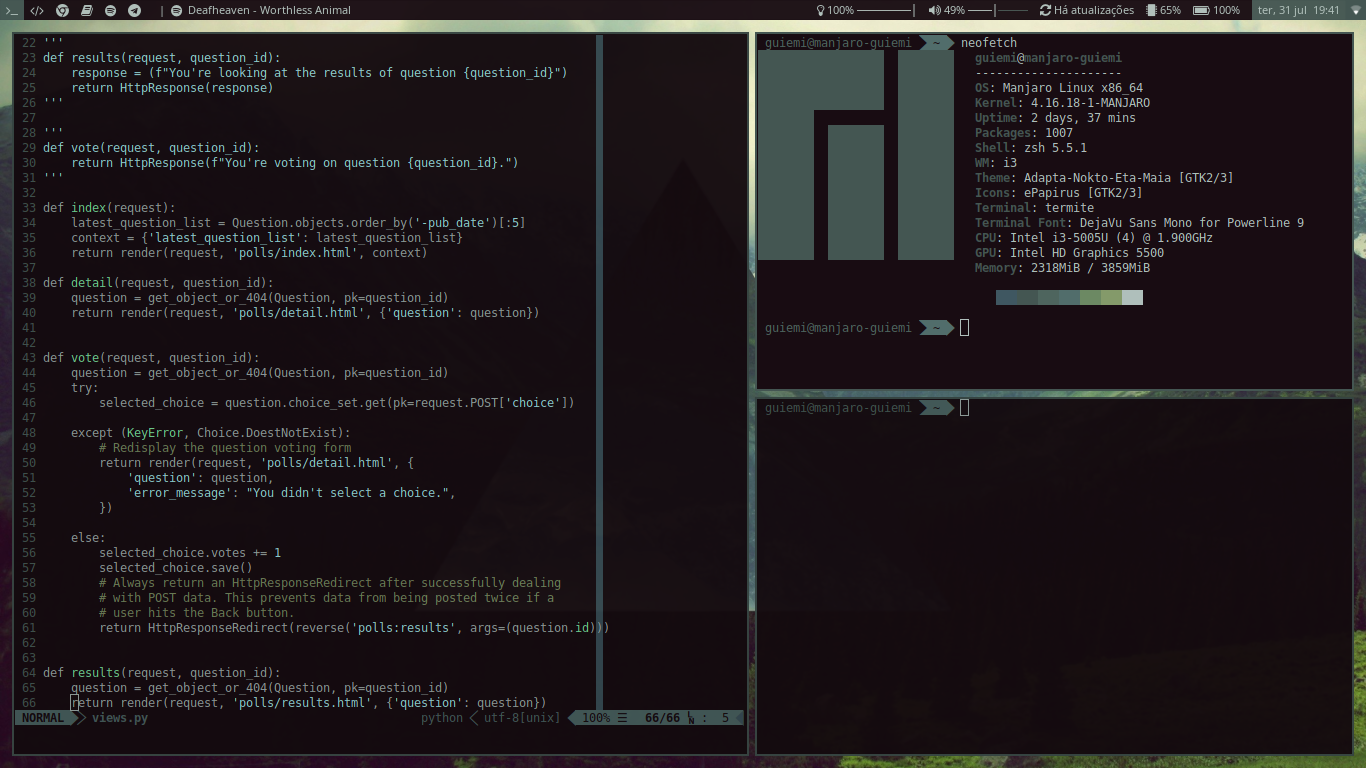 Deafheaven - Worthless Animal
100%
49%
Há atualizações
65%
100%
ter, 31 jul 19:41
22 '''
23 def results(request, question_id):
24     response = (f"You're looking at the results of question {question_id}")
25     return HttpResponse(response)
26 '''
27
28 '''
29 def vote(request, question_id):
30     return HttpResponse(f"You're voting on question {question_id}.")
31 '''
32
33 def index(request):
34     latest_question_list = Question.objects.order_by('-pub_date')[:5]
35     context = {'latest_question_list': latest_question_list}
36     return render(request, 'polls/index.html', context)
37
38 def detail(request, question_id):
39     question = get_object_or_404(Question, pk=question_id)
40     return render(request, 'polls/detail.html', {'question': question})
41
42
43 def vote(request, question_id):
44     question = get_object_or_404(Question, pk=question_id)
45     try:
46         selected_choice = question.choice_set.get(pk=request.POST['choice'])
47
48     except (KeyError, Choice.DoestNotExist):
49         # Redisplay the question voting form
50         return render(request, 'polls/detail.html', {
51             'question': question,
52             'error_message': "You didn't select a choice.",
53         })
54
55     else:
56         selected_choice.votes += 1
57         selected_choice.save()
58         # Always return an HttpResponseRedirect after successfully dealing
59         # with POST data. This prevents data from being posted twice if a
60         # user hits the Back button.
61         return HttpResponseRedirect(reverse('polls:results', args=(question.id)))
62
63
64 def results(request, question_id):
65     question = get_object_or_404(Question, pk=question_id)
66     return render(request, 'polls/results.html', {'question': question})
NORMAL views.py python utf-8[unix] 100% ☰ 66/66 : 5
guiemi@manjaro-guiemi ~ neofetch
guiemi@manjaro-guiemi
---------------------
OS: Manjaro Linux x86_64
Kernel: 4.16.18-1-MANJARO
Uptime: 2 days, 37 mins
Packages: 1007
Shell: zsh 5.5.1
WM: i3
Theme: Adapta-Nokto-Eta-Maia [GTK2/3]
Icons: ePapirus [GTK2/3]
Terminal: termite
Terminal Font: DejaVu Sans Mono for Powerline 9
CPU: Intel i3-5005U (4) @ 1.900GHz
GPU: Intel HD Graphics 5500
Memory: 2318MiB / 3859MiB
guiemi@manjaro-guiemi ~
guiemi@manjaro-guiemi ~